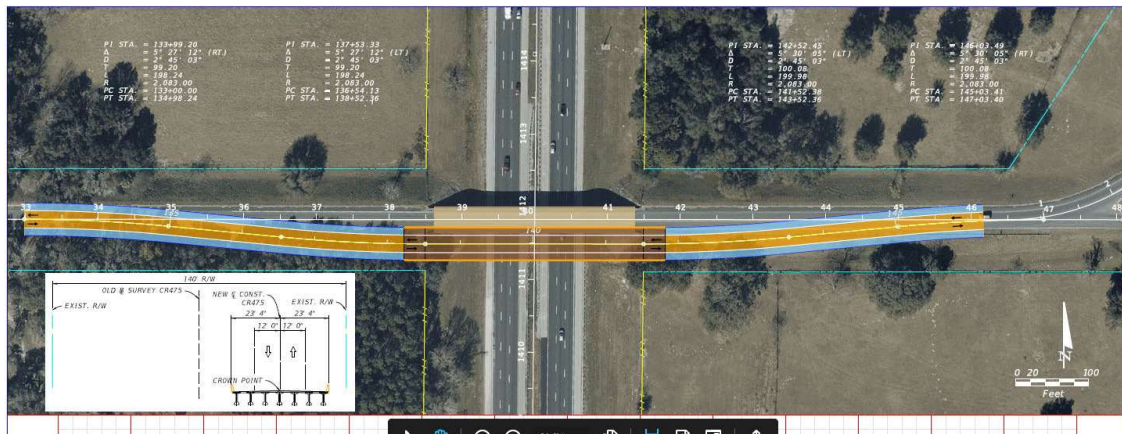 PI STA. = 133+99.20
Δ = 5° 27' 12" (RT)
D = 2° 45' 03"
T = 99.20
L = 198.24
R = 2,083.00
PC STA. = 133+00.00
PT STA. = 134+98.24
PI STA. = 137+53.33
Δ = 5° 27' 12" (LT)
D = 2° 45' 03"
T = 99.20
L = 198.24
R = 2,083.00
PC STA. = 136+54.13
PT STA. = 138+52.36
PI STA. = 142+52.45
Δ = 5° 30' 05" (LT)
D = 2° 45' 03"
T = 100.08
L = 199.98
R = 2,083.00
PC STA. = 141+52.38
PT STA. = 143+52.36
PI STA. = 146+03.49
Δ = 5° 30' 05" (RT)
D = 2° 45' 03"
T = 100.08
L = 199.98
R = 2,083.00
PC STA. = 145+03.41
PT STA. = 147+03.40
1414
1413
1412
33 34 35 36 37 38 39 40 41 42 43 44 45 46 47 48
135 140 145
1
2
1411
1410
140 R/W
OLD ℄ SURVEY CR475
EXIST. R/W
NEW ℄ CONST.
CR475
EXIST. R/W
23' 4" 23' 4"
12' 0" 12' 0"
CROWN POINT
N
0 20 100
Feet